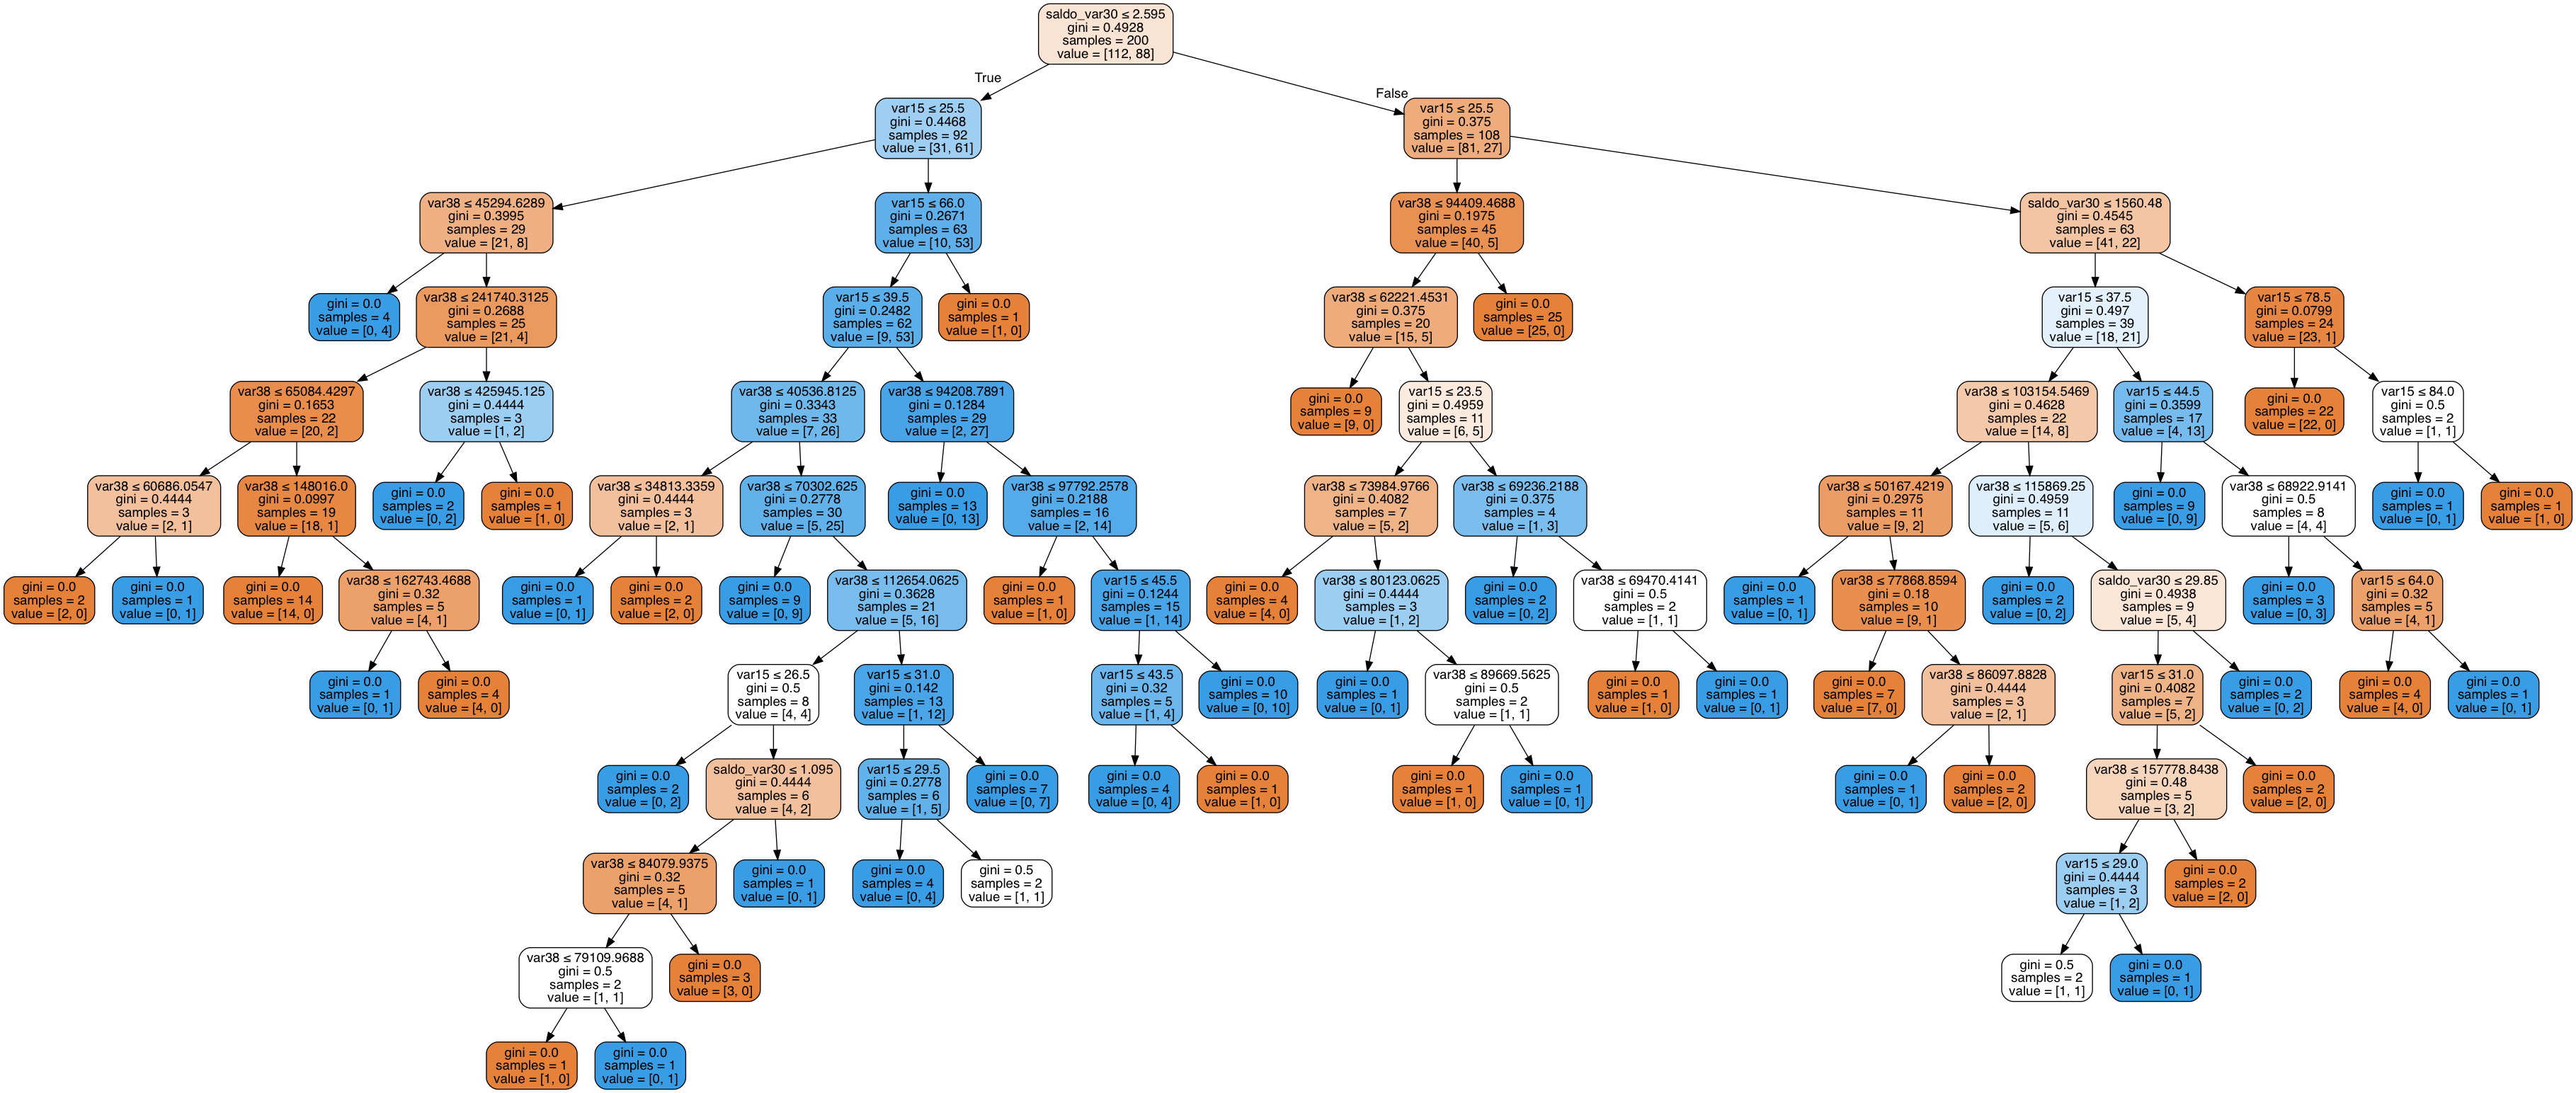 saldo_var30 ≤ 2.595
gini = 0.4928
samples = 200
value = [112, 88]
True
False
var15 ≤ 25.5
gini = 0.4468
samples = 92
value = [31, 61]
var15 ≤ 25.5
gini = 0.375
samples = 108
value = [81, 27]
var38 ≤ 45294.6289
gini = 0.3995
samples = 29
value = [21, 8]
var15 ≤ 66.0
gini = 0.2671
samples = 63
value = [10, 53]
var38 ≤ 94409.4688
gini = 0.1975
samples = 45
value = [40, 5]
saldo_var30 ≤ 1560.48
gini = 0.4545
samples = 63
value = [41, 22]
gini = 0.0
samples = 4
value = [0, 4]
var38 ≤ 241740.3125
gini = 0.2688
samples = 25
value = [21, 4]
var15 ≤ 39.5
gini = 0.2482
samples = 62
value = [9, 53]
gini = 0.0
samples = 1
value = [1, 0]
var38 ≤ 62221.4531
gini = 0.375
samples = 20
value = [15, 5]
gini = 0.0
samples = 25
value = [25, 0]
var15 ≤ 37.5
gini = 0.497
samples = 39
value = [18, 21]
var15 ≤ 78.5
gini = 0.0799
samples = 24
value = [23, 1]
var38 ≤ 65084.4297
gini = 0.1653
samples = 22
value = [20, 2]
var38 ≤ 425945.125
gini = 0.4444
samples = 3
value = [1, 2]
var38 ≤ 40536.8125
gini = 0.3343
samples = 33
value = [7, 26]
var38 ≤ 94208.7891
gini = 0.1284
samples = 29
value = [2, 27]
gini = 0.0
samples = 9
value = [9, 0]
var15 ≤ 23.5
gini = 0.4959
samples = 11
value = [6, 5]
var38 ≤ 103154.5469
gini = 0.4628
samples = 22
value = [14, 8]
var15 ≤ 44.5
gini = 0.3599
samples = 17
value = [4, 13]
gini = 0.0
samples = 22
value = [22, 0]
var15 ≤ 84.0
gini = 0.5
samples = 2
value = [1, 1]
var38 ≤ 60686.0547
gini = 0.4444
samples = 3
value = [2, 1]
var38 ≤ 148016.0
gini = 0.0997
samples = 19
value = [18, 1]
gini = 0.0
samples = 2
value = [0, 2]
gini = 0.0
samples = 1
value = [1, 0]
var38 ≤ 34813.3359
gini = 0.4444
samples = 3
value = [2, 1]
var38 ≤ 70302.625
gini = 0.2778
samples = 30
value = [5, 25]
gini = 0.0
samples = 13
value = [0, 13]
var38 ≤ 97792.2578
gini = 0.2188
samples = 16
value = [2, 14]
var38 ≤ 73984.9766
gini = 0.4082
samples = 7
value = [5, 2]
var38 ≤ 69236.2188
gini = 0.375
samples = 4
value = [1, 3]
var38 ≤ 50167.4219
gini = 0.2975
samples = 11
value = [9, 2]
var38 ≤ 115869.25
gini = 0.4959
samples = 11
value = [5, 6]
gini = 0.0
samples = 9
value = [0, 9]
var38 ≤ 68922.9141
gini = 0.5
samples = 8
value = [4, 4]
gini = 0.0
samples = 1
value = [0, 1]
gini = 0.0
samples = 1
value = [1, 0]
gini = 0.0
samples = 2
value = [2, 0]
gini = 0.0
samples = 1
value = [0, 1]
gini = 0.0
samples = 14
value = [14, 0]
var38 ≤ 162743.4688
gini = 0.32
samples = 5
value = [4, 1]
gini = 0.0
samples = 1
value = [0, 1]
gini = 0.0
samples = 2
value = [2, 0]
gini = 0.0
samples = 9
value = [0, 9]
var38 ≤ 112654.0625
gini = 0.3628
samples = 21
value = [5, 16]
gini = 0.0
samples = 1
value = [1, 0]
var15 ≤ 45.5
gini = 0.1244
samples = 15
value = [1, 14]
gini = 0.0
samples = 4
value = [4, 0]
var38 ≤ 80123.0625
gini = 0.4444
samples = 3
value = [1, 2]
gini = 0.0
samples = 2
value = [0, 2]
var38 ≤ 69470.4141
gini = 0.5
samples = 2
value = [1, 1]
gini = 0.0
samples = 1
value = [0, 1]
var38 ≤ 77868.8594
gini = 0.18
samples = 10
value = [9, 1]
gini = 0.0
samples = 2
value = [0, 2]
saldo_var30 ≤ 29.85
gini = 0.4938
samples = 9
value = [5, 4]
gini = 0.0
samples = 3
value = [0, 3]
var15 ≤ 64.0
gini = 0.32
samples = 5
value = [4, 1]
gini = 0.0
samples = 1
value = [0, 1]
gini = 0.0
samples = 4
value = [4, 0]
var15 ≤ 26.5
gini = 0.5
samples = 8
value = [4, 4]
var15 ≤ 31.0
gini = 0.142
samples = 13
value = [1, 12]
var15 ≤ 43.5
gini = 0.32
samples = 5
value = [1, 4]
gini = 0.0
samples = 10
value = [0, 10]
gini = 0.0
samples = 1
value = [0, 1]
var38 ≤ 89669.5625
gini = 0.5
samples = 2
value = [1, 1]
gini = 0.0
samples = 1
value = [1, 0]
gini = 0.0
samples = 1
value = [0, 1]
gini = 0.0
samples = 7
value = [7, 0]
var38 ≤ 86097.8828
gini = 0.4444
samples = 3
value = [2, 1]
var15 ≤ 31.0
gini = 0.4082
samples = 7
value = [5, 2]
gini = 0.0
samples = 2
value = [0, 2]
gini = 0.0
samples = 4
value = [4, 0]
gini = 0.0
samples = 1
value = [0, 1]
gini = 0.0
samples = 2
value = [0, 2]
saldo_var30 ≤ 1.095
gini = 0.4444
samples = 6
value = [4, 2]
var15 ≤ 29.5
gini = 0.2778
samples = 6
value = [1, 5]
gini = 0.0
samples = 7
value = [0, 7]
gini = 0.0
samples = 4
value = [0, 4]
gini = 0.0
samples = 1
value = [1, 0]
gini = 0.0
samples = 1
value = [1, 0]
gini = 0.0
samples = 1
value = [0, 1]
gini = 0.0
samples = 1
value = [0, 1]
gini = 0.0
samples = 2
value = [2, 0]
var38 ≤ 157778.8438
gini = 0.48
samples = 5
value = [3, 2]
gini = 0.0
samples = 2
value = [2, 0]
var38 ≤ 84079.9375
gini = 0.32
samples = 5
value = [4, 1]
gini = 0.0
samples = 1
value = [0, 1]
gini = 0.0
samples = 4
value = [0, 4]
gini = 0.5
samples = 2
value = [1, 1]
var15 ≤ 29.0
gini = 0.4444
samples = 3
value = [1, 2]
gini = 0.0
samples = 2
value = [2, 0]
var38 ≤ 79109.9688
gini = 0.5
samples = 2
value = [1, 1]
gini = 0.0
samples = 3
value = [3, 0]
gini = 0.5
samples = 2
value = [1, 1]
gini = 0.0
samples = 1
value = [0, 1]
gini = 0.0
samples = 1
value = [1, 0]
gini = 0.0
samples = 1
value = [0, 1]